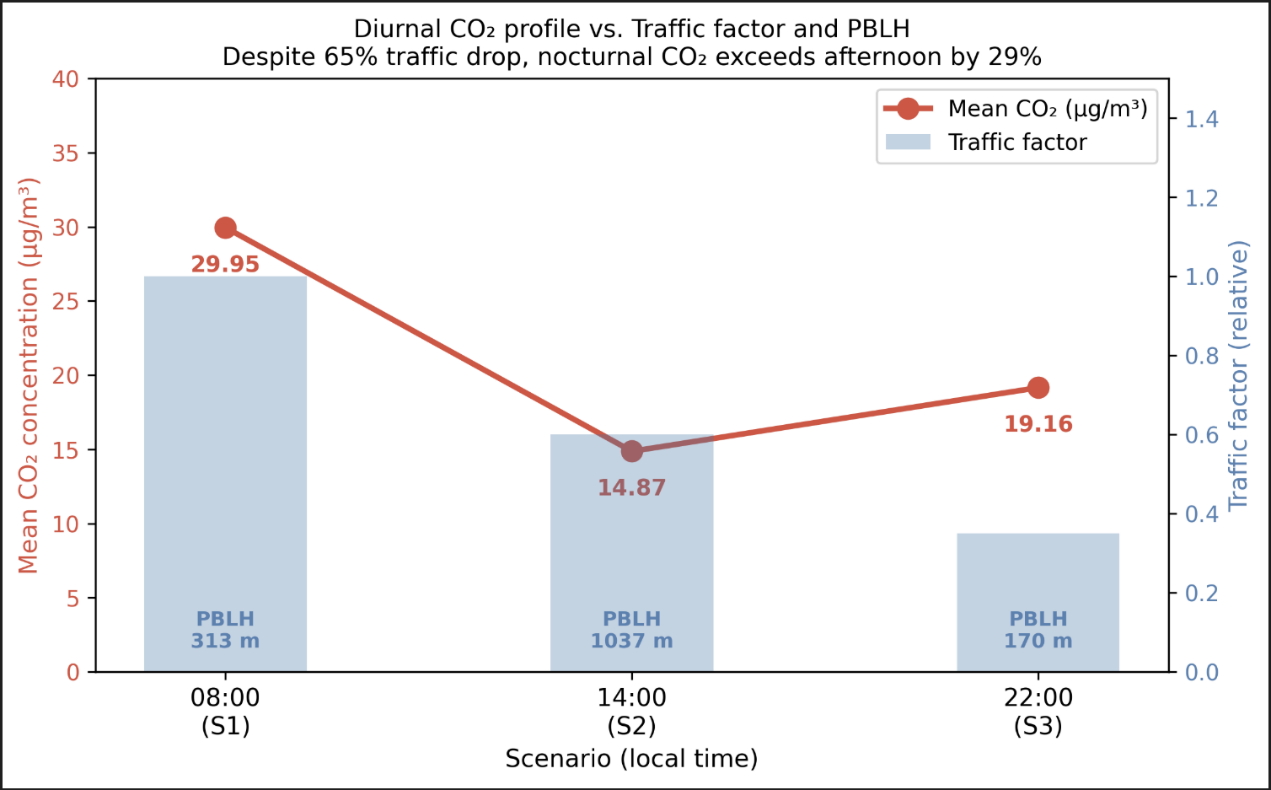 Diurnal CO₂ profile vs. Traffic factor and PBLH
Despite 65% traffic drop, nocturnal CO₂ exceeds afternoon by 29%
Mean CO₂ concentration (µg/m³)
40
35
30
25
20
15
10
5
0
Mean CO₂ (µg/m³)
Traffic factor
29.95
14.87
19.16
PBLH
313 m
PBLH
1037 m
PBLH
170 m
1.4
1.2
1.0
0.8
0.6
0.4
0.2
0.0
Traffic factor (relative)
08:00
(S1)
14:00
(S2)
22:00
(S3)
Scenario (local time)